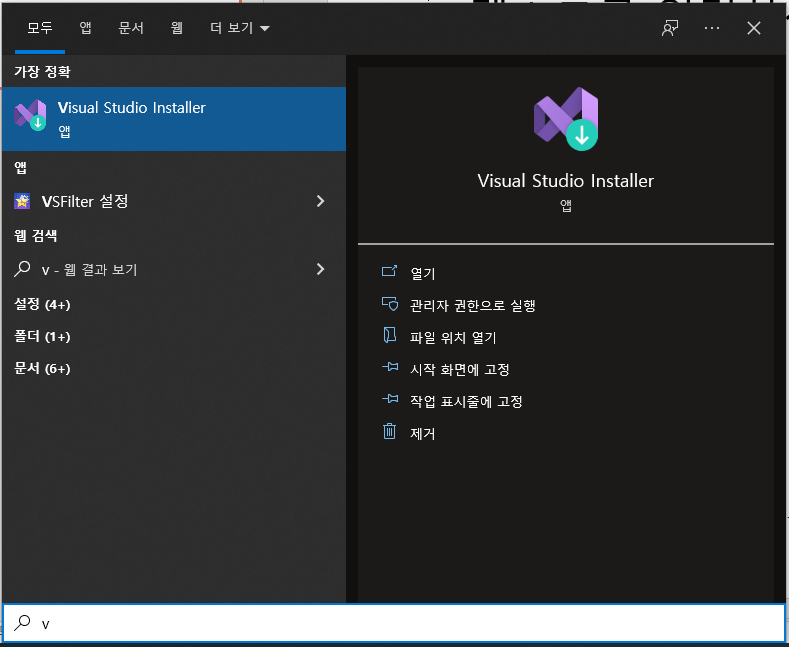 모두 앱 문서 웹 더 보기
가장 정확
Visual Studio Installer
앱
앱
VSFilter 설정
웹 검색
v - 웹 결과 보기
설정 (4+)
폴더 (1+)
문서 (6+)
Visual Studio Installer
앱
열기
관리자 권한으로 실행
파일 위치 열기
시작 화면에 고정
작업 표시줄에 고정
제거
v